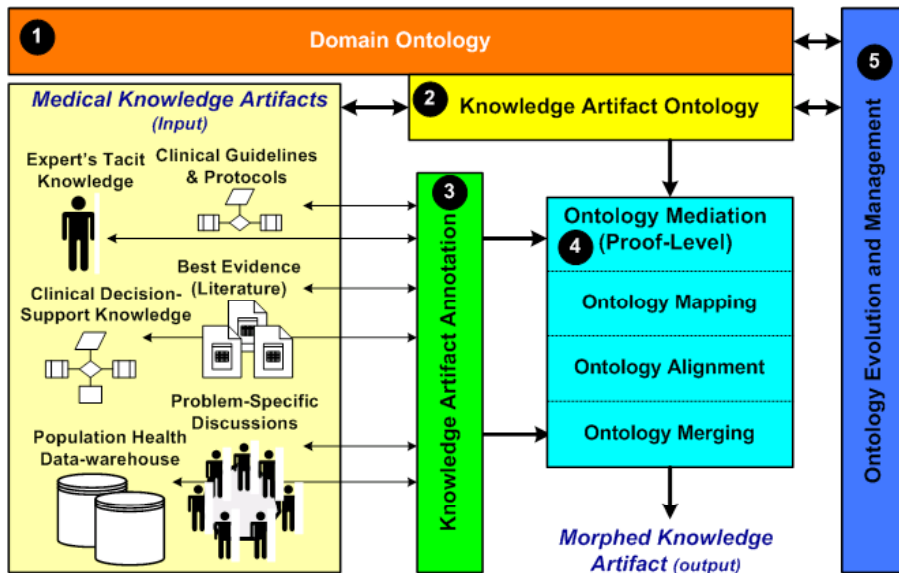 1
Domain Ontology
5
Ontology Evolution and Management
Medical Knowledge Artifacts
(Input)
2
Knowledge Artifact Ontology
Expert's Tacit
Knowledge
Clinical Guidelines
& Protocols
Best Evidence
(Literature)
Clinical Decision-
Support Knowledge
Problem-Specific
Discussions
Population Health
Data-warehouse
3
Knowledge Artifact Annotation
Ontology Mediation
4
(Proof-Level)
Ontology Mapping
Ontology Alignment
Ontology Merging
Morphed Knowledge
Artifact (output)